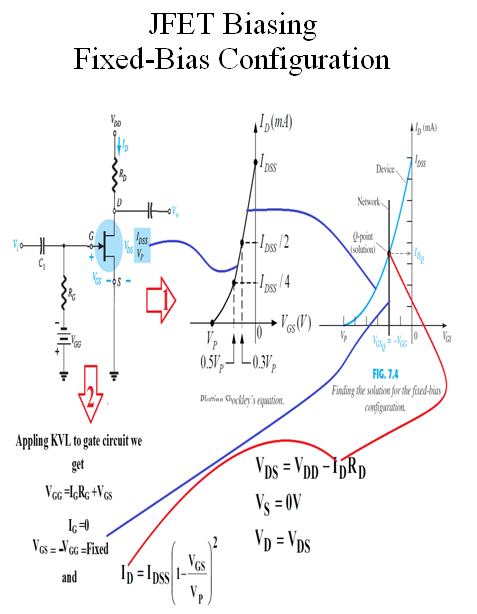 JFET Biasing
Fixed-Bias Configuration
V_DD
I_D
R_D
D
V_o
G
V_i
C_1
+
V_DS
I_DSS
V_P
V_GS
-
S
R_G
-
V_GG
+
1
2
I_D (mA)
I_DSS
I_DSS / 2
I_DSS / 4
V_P
0
V_GS (V)
0.5V_P
0.3V_P
Plotting Shockley's equation.
I_D (mA)
I_DSS
Device
Network
Q-point
(solution)
I_DQ
V_P
V_GSQ = -V_GG
0
V_GS
FIG. 7.4
Finding the solution for the fixed-bias
configuration.
Appling KVL to gate circuit we
get
V_GG =I_GR_G +V_GS
I_G =0
V_GS = -V_GG =Fixed
and
I_D = I_DSS (1 - V_GS / V_P)^2
V_DS = V_DD - I_DR_D
V_S = 0V
V_D = V_DS